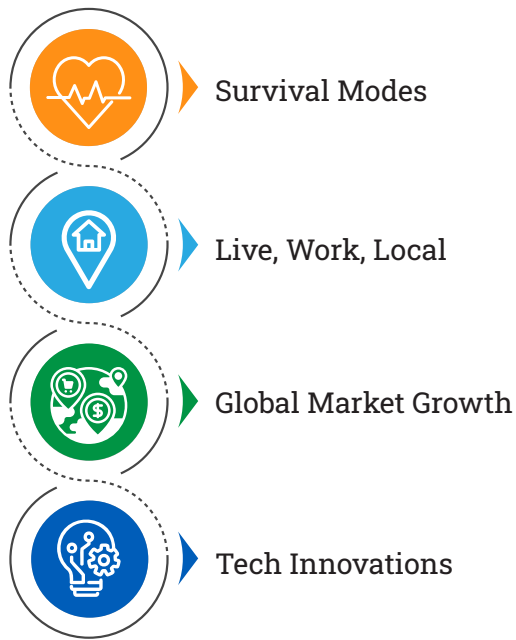 Survival Modes
Live, Work, Local
$
Global Market Growth
Tech Innovations